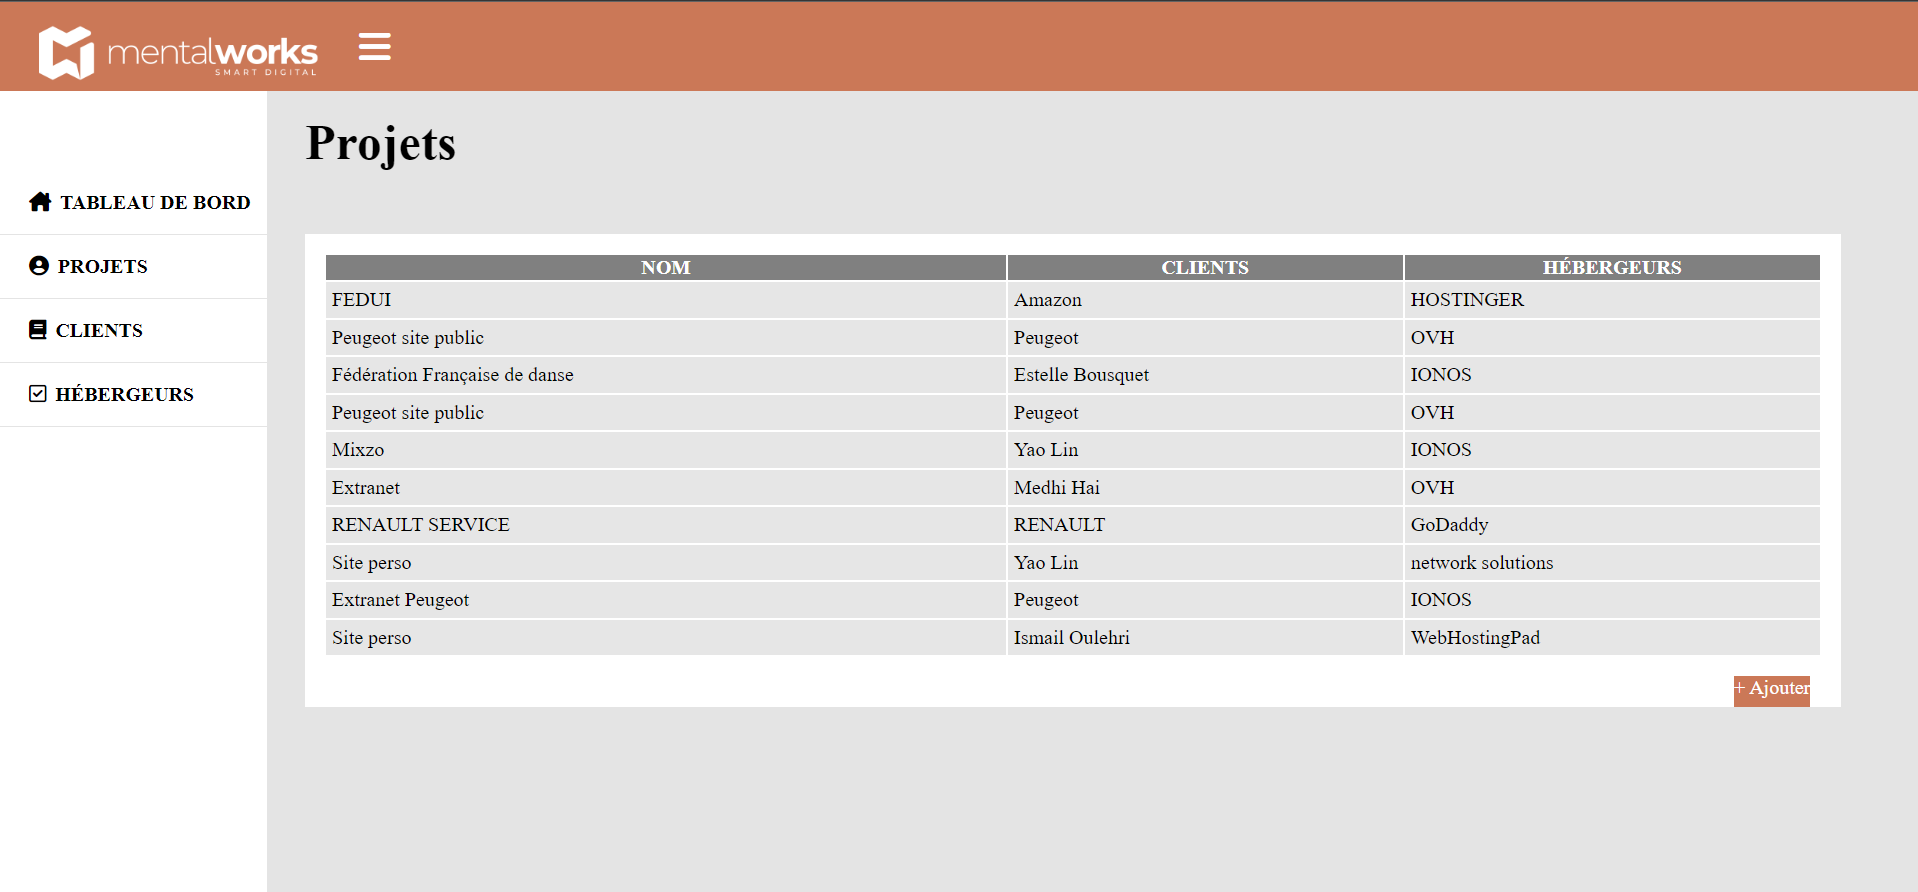 mentalworks
SMART DIGITAL
Projets
TABLEAU DE BORD
PROJETS
CLIENTS
HÉBERGEURS
NOM CLIENTS HÉBERGEURS
FEDUI Amazon HOSTINGER
Peugeot site public Peugeot OVH
Fédération Française de danse Estelle Bousquet IONOS
Peugeot site public Peugeot OVH
Mixzo Yao Lin IONOS
Extranet Medhi Hai OVH
RENAULT SERVICE RENAULT GoDaddy
Site perso Yao Lin network solutions
Extranet Peugeot Peugeot IONOS
Site perso Ismail Oulehri WebHostingPad
+ Ajouter